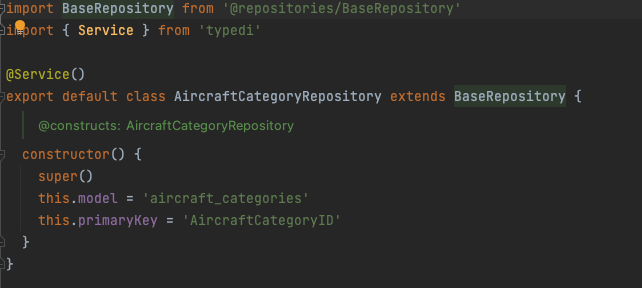 import BaseRepository from '@repositories/BaseRepository'
import { Service } from 'typedi'
@Service()
export default class AircraftCategoryRepository extends BaseRepository {
@constructs: AircraftCategoryRepository
constructor() {
super()
this.model = 'aircraft_categories'
this.primaryKey = 'AircraftCategoryID'
}
}